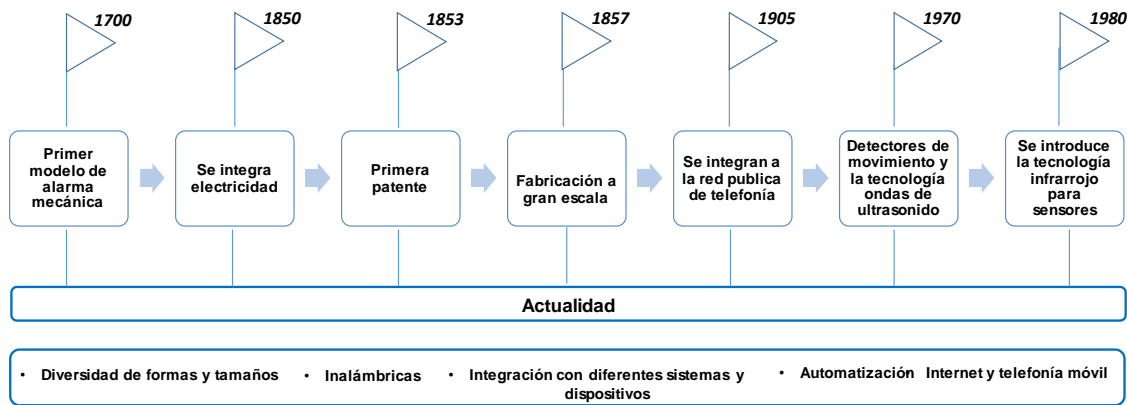 1700
1850
1853
1857
1905
1970
1980
Primer
modelo de
alarma
mecánica
Se integra
electricidad
Primera
patente
Fabricación a
gran escala
Se integran a
la red publica
de telefonía
Detectores de
movimiento y
la tecnología
ondas de
ultrasonido
Se introduce
la tecnología
infrarrojo
para
sensores
Actualidad
• Diversidad de formas y tamaños
• Inalámbricas
• Integración con diferentes sistemas y
dispositivos
• Automatización
• Internet y telefonía móvil